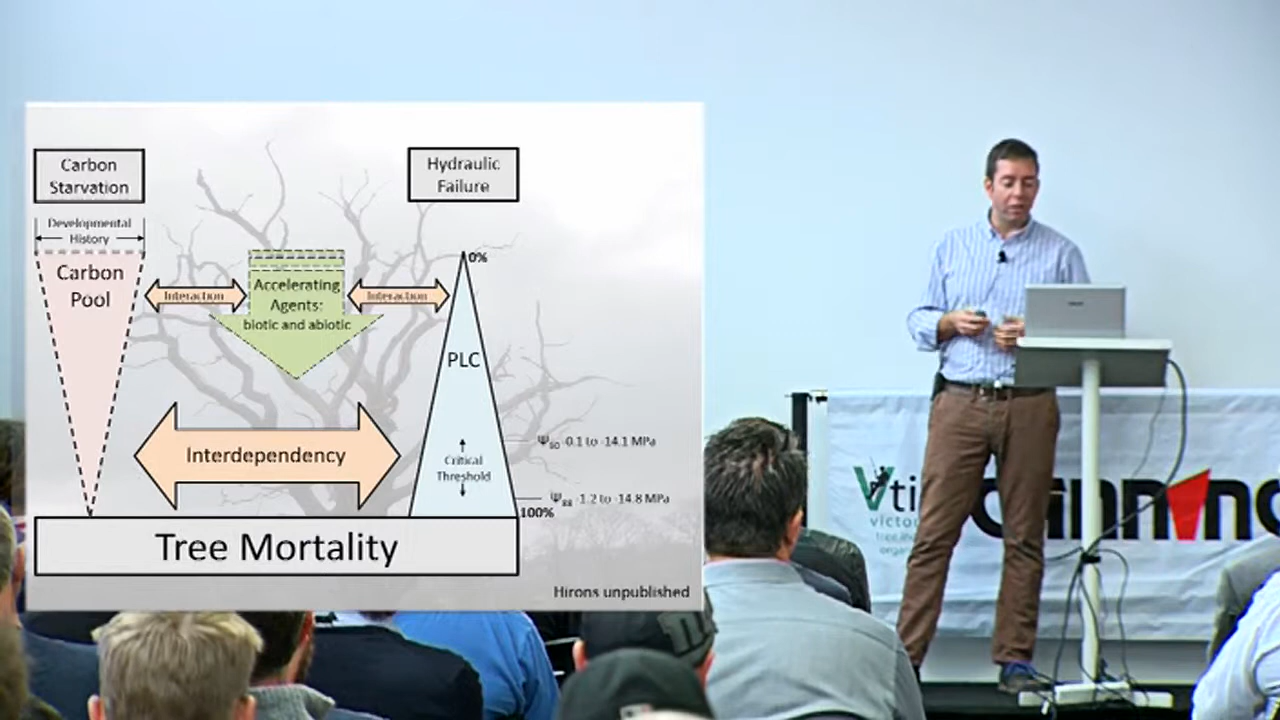 Carbon
Starvation
Hydraulic
Failure
Developmental
History
Carbon
Pool
Interaction
Accelerating
Agents:
biotic and abiotic
Interaction
0%
PLC
Interdependency
Critical
Threshold
Ψ50 -0.1 to -14.1 MPa
Ψ88 -1.2 to -14.8 MPa
100%
Tree Mortality
Hirons unpublished